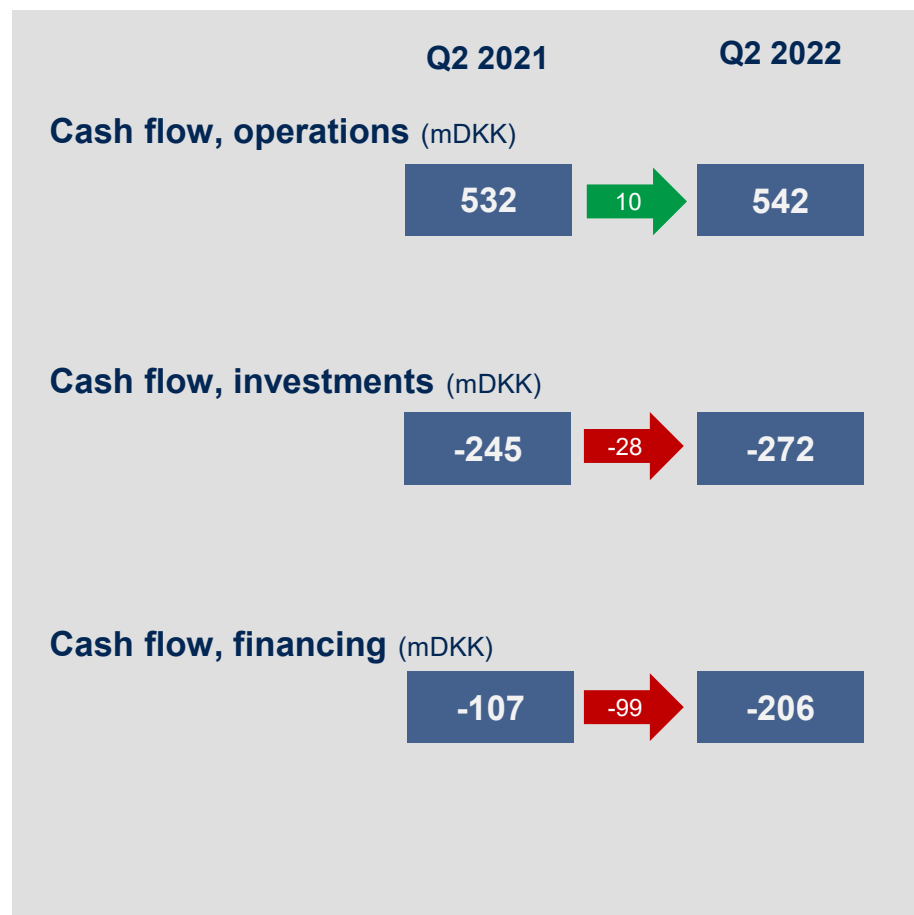 Q2 2021 Q2 2022
Cash flow, operations (mDKK)
532 10 542
Cash flow, investments (mDKK)
-245 -28 -272
Cash flow, financing (mDKK)
-107 -99 -206